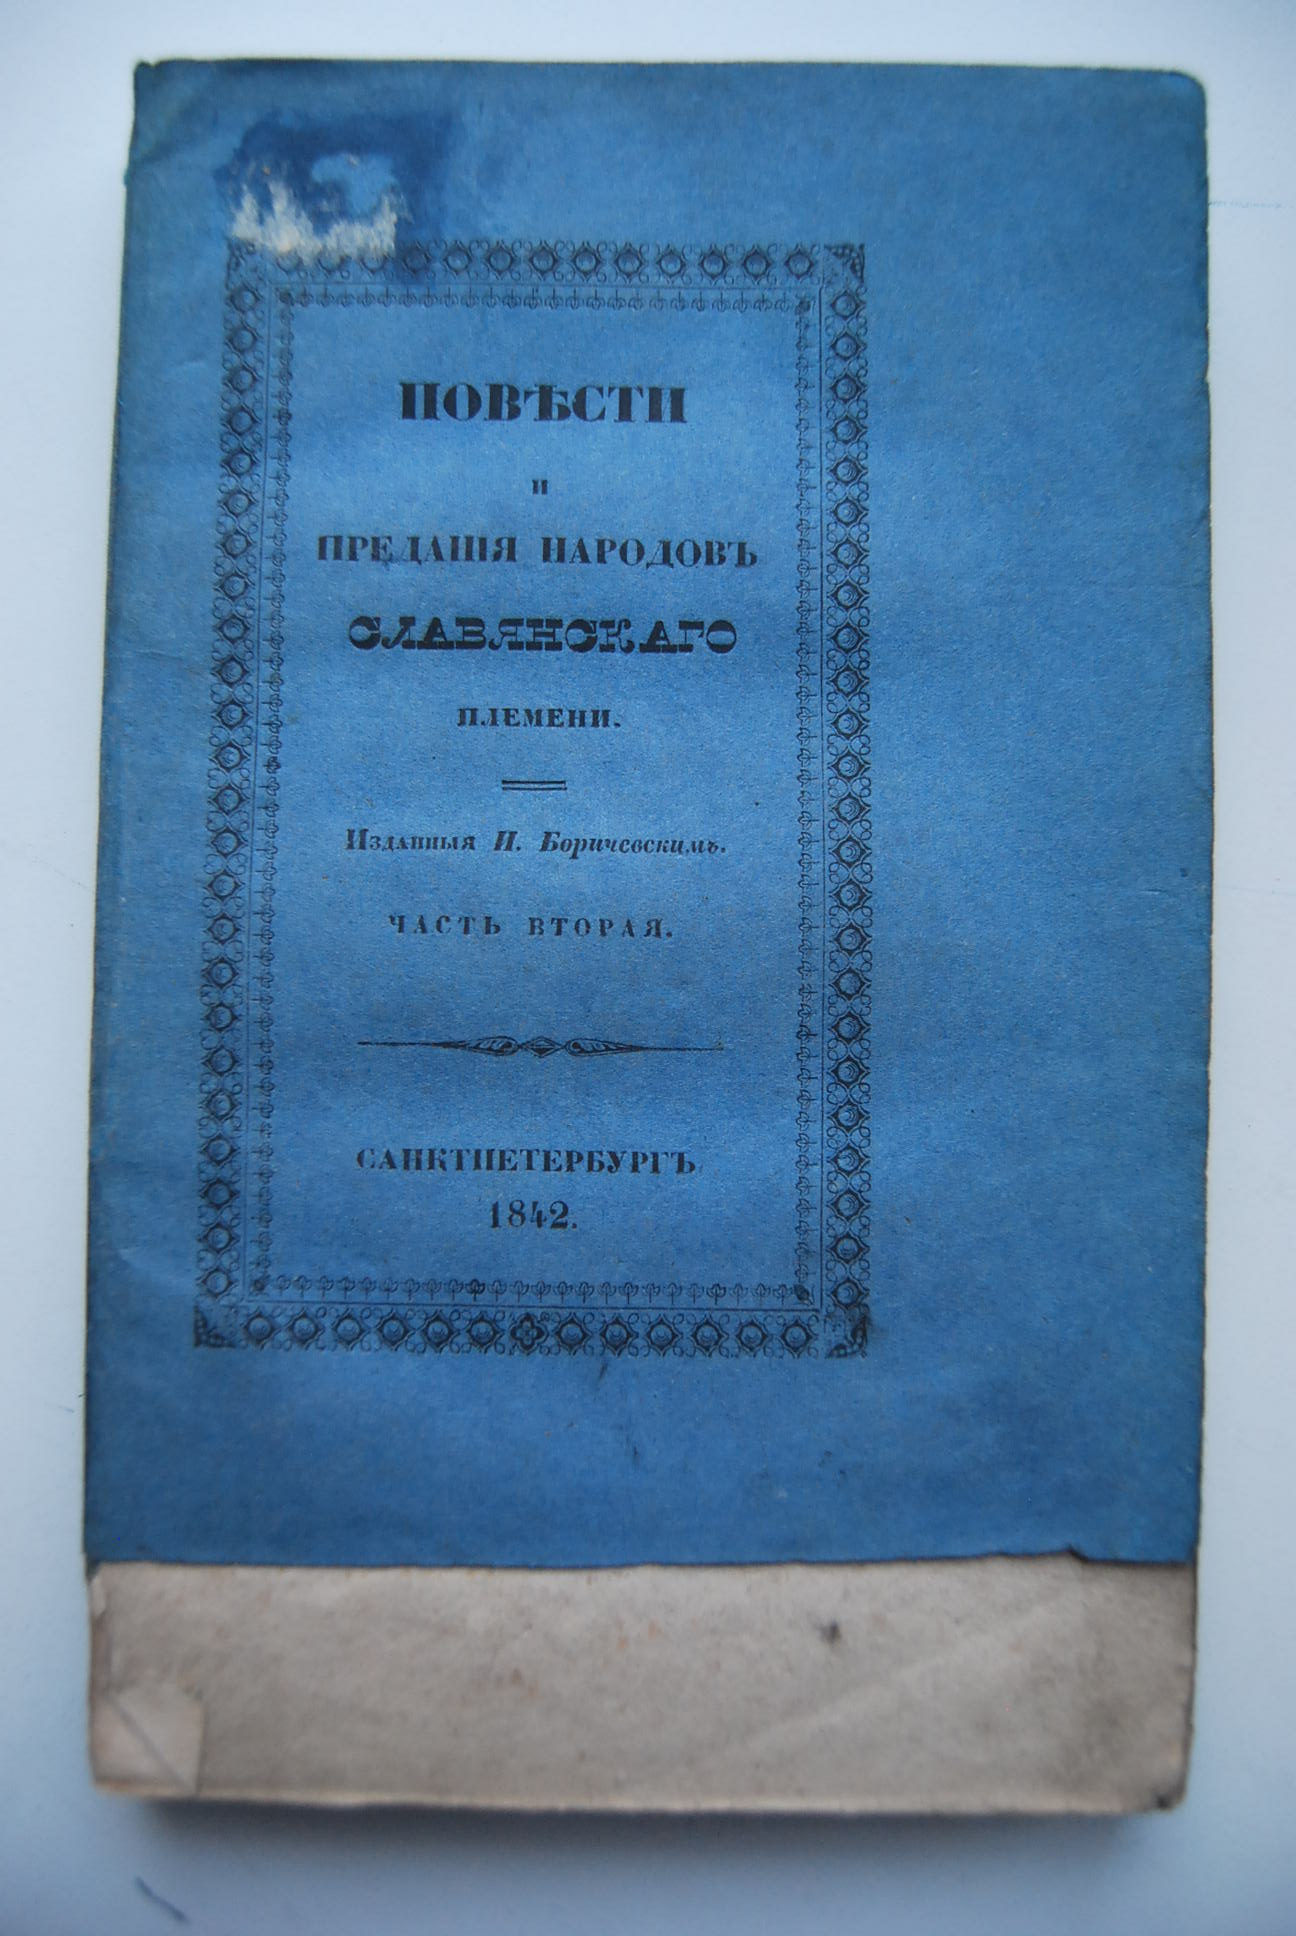 ПОВѢСТИ
И
ПРЕДАНІЯ НАРОДОВЪ
СЛАВЯНСКАГО
ПЛЕМЕНИ.
Изданныя И. Боричевскимъ.
ЧАСТЬ ВТОРАЯ.
САНКТПЕТЕРБУРГЪ
1842.